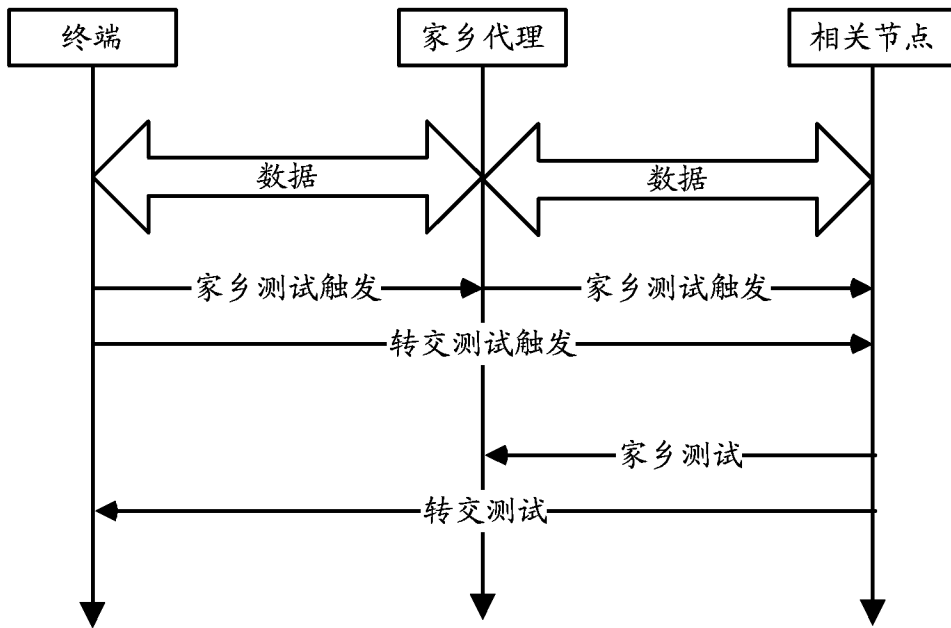 终端
家乡代理
相关节点
数据
数据
家乡测试触发
家乡测试触发
转交测试触发
家乡测试
转交测试